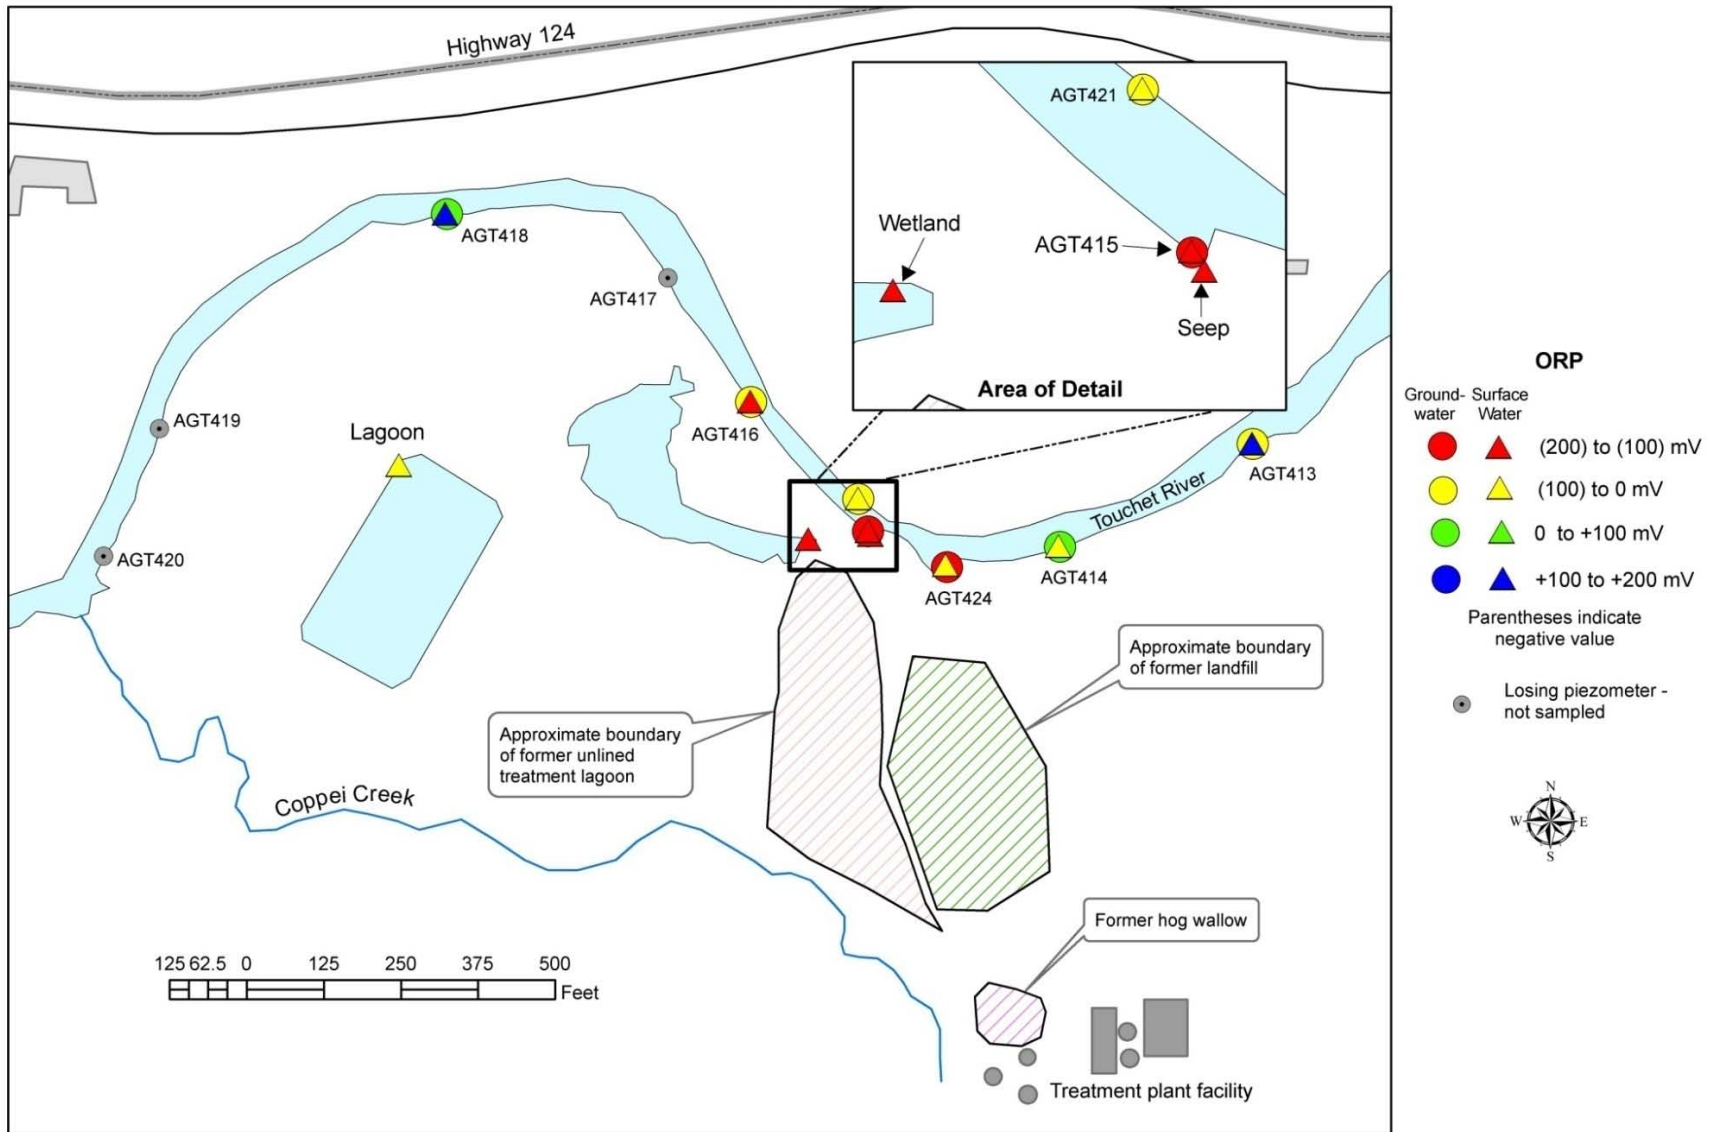 Highway 124
AGT421
Wetland
AGT415
Seep
Area of Detail
AGT418
AGT417
AGT419
AGT416
Lagoon
AGT420
AGT413
Touchet River
AGT414
AGT424
Approximate boundary
of former landfill
Approximate boundary
of former unlined
treatment lagoon
Coppei Creek
Former hog wallow
125 62.5 0 125 250 375 500
Feet
Treatment plant facility
ORP
Ground-
water
Surface
Water
(200) to (100) mV
(100) to 0 mV
0 to +100 mV
+100 to +200 mV
Parentheses indicate
negative value
Losing piezometer -
not sampled
N
W E
S